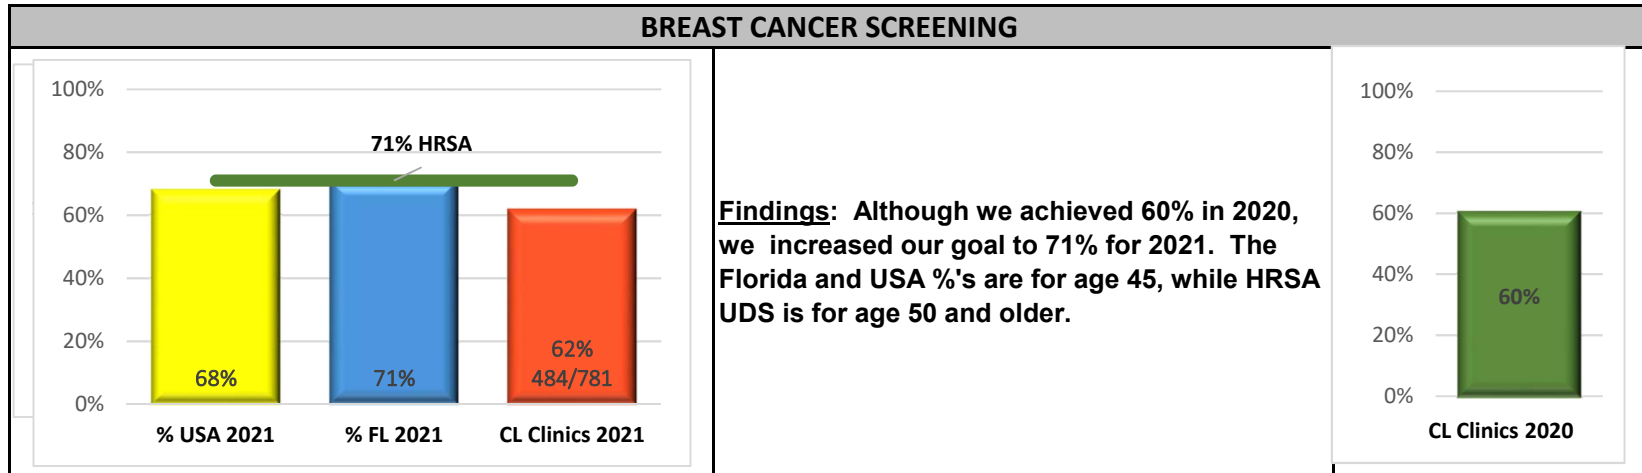 BREAST CANCER SCREENING
100%
80%
60%
40%
20%
0%
71% HRSA
68%
71%
62%
484/781
% USA 2021
% FL 2021
CL Clinics 2021
Findings:  Although we achieved 60% in 2020,
we  increased our goal to 71% for 2021.  The
Florida and USA %'s are for age 45, while HRSA
UDS is for age 50 and older.
100%
80%
60%
40%
20%
0%
60%
CL Clinics 2020